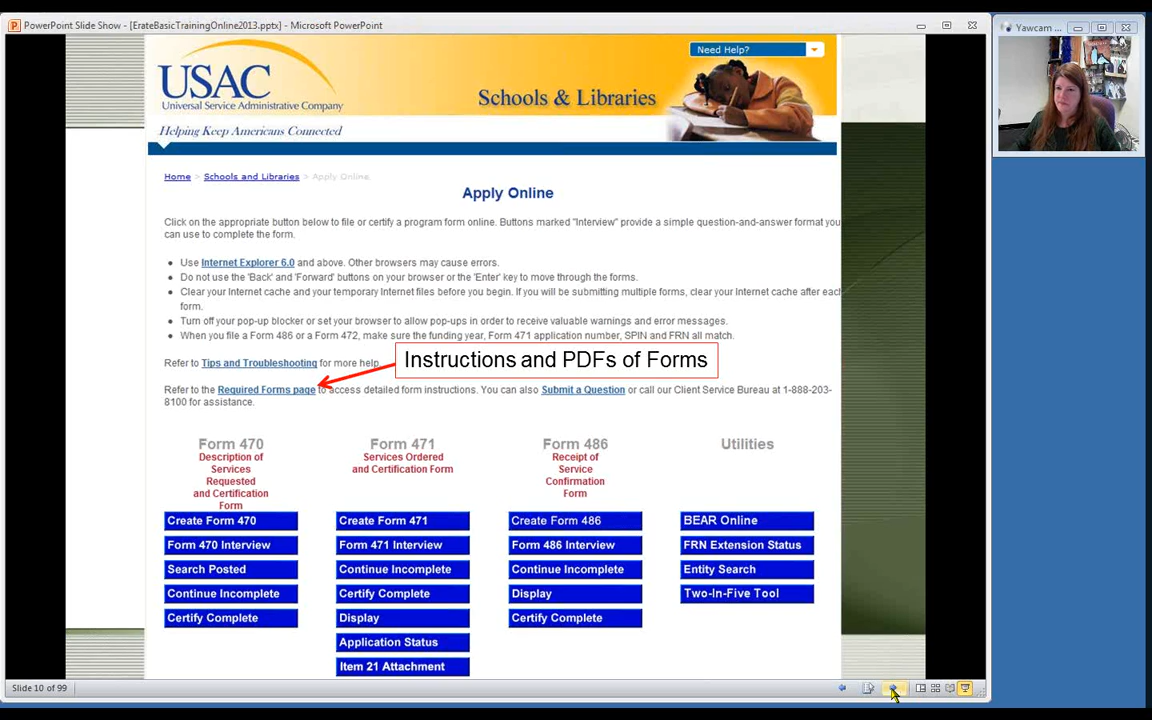 PowerPoint Slide Show - [ErateBasicTrainingOnline2013.pptx] - Microsoft PowerPoint
Yawcam ...
Need Help?
USAC
Universal Service Administrative Company
Schools & Libraries
Helping Keep Americans Connected
Home > Schools and Libraries > Apply Online
Apply Online
Click on the appropriate button below to file or certify a program form online. Buttons marked "Interview" provide a simple question-and-answer format you
can use to complete the form.
Use Internet Explorer 6.0 and above. Other browsers may cause errors.
Do not use the 'Back' and 'Forward' buttons on your browser or the 'Enter' key to move through the forms.
Clear your Internet cache and your temporary Internet files before you begin. If you will be submitting multiple forms, clear your Internet cache after each
form.
Turn off your pop-up blocker or set your browser to allow pop-ups in order to receive valuable warnings and error messages.
When you file a Form 486 or a Form 472, make sure the funding year, Form 471 application number, SPIN and FRN all match.
Refer to Tips and Troubleshooting for more help.
Instructions and PDFs of Forms
Refer to the Required Forms page to access detailed form instructions. You can also Submit a Question or call our Client Service Bureau at 1-888-203-
8100 for assistance.
Form 470
Description of
Services
Requested
and Certification
Form
Create Form 470
Form 470 Interview
Search Posted
Continue Incomplete
Certify Complete
Form 471
Services Ordered
and Certification Form
Create Form 471
Form 471 Interview
Continue Incomplete
Certify Complete
Display
Application Status
Item 21 Attachment
Form 486
Receipt of
Service
Confirmation
Form
Create Form 486
Form 486 Interview
Continue Incomplete
Display
Certify Complete
Utilities
BEAR Online
FRN Extension Status
Entity Search
Two-In-Five Tool
Slide 10 of 99